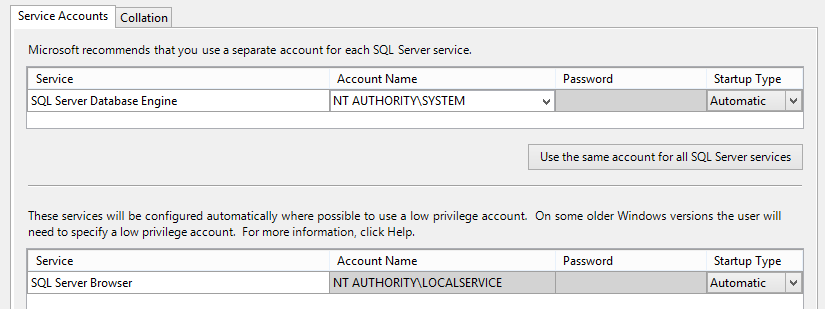 Service Accounts Collation
Microsoft recommends that you use a separate account for each SQL Server service.
Service Account Name Password Startup Type
SQL Server Database Engine NT AUTHORITY\SYSTEM Automatic
Use the same account for all SQL Server services
These services will be configured automatically where possible to use a low privilege account. On some older Windows versions the user will
need to specify a low privilege account. For more information, click Help.
Service Account Name Password Startup Type
SQL Server Browser NT AUTHORITY\LOCALSERVICE Automatic